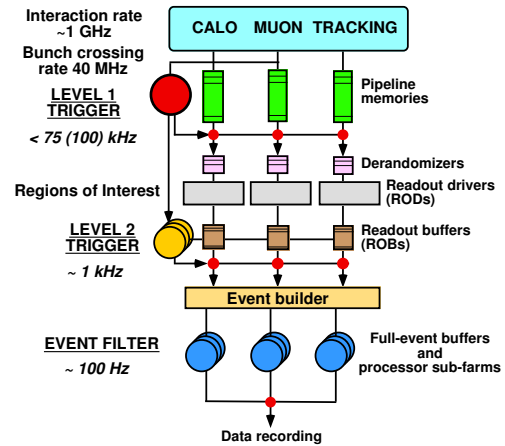 Interaction rate
~1 GHz
CALO MUON TRACKING
Bunch crossing
rate 40 MHz
LEVEL 1
TRIGGER
< 75 (100) kHz
Pipeline
memories
Derandomizers
Regions of Interest
Readout drivers
(RODs)
LEVEL 2
TRIGGER
~ 1 kHz
Readout buffers
(ROBs)
Event builder
EVENT FILTER
~ 100 Hz
Full-event buffers
and
processor sub-farms
Data recording